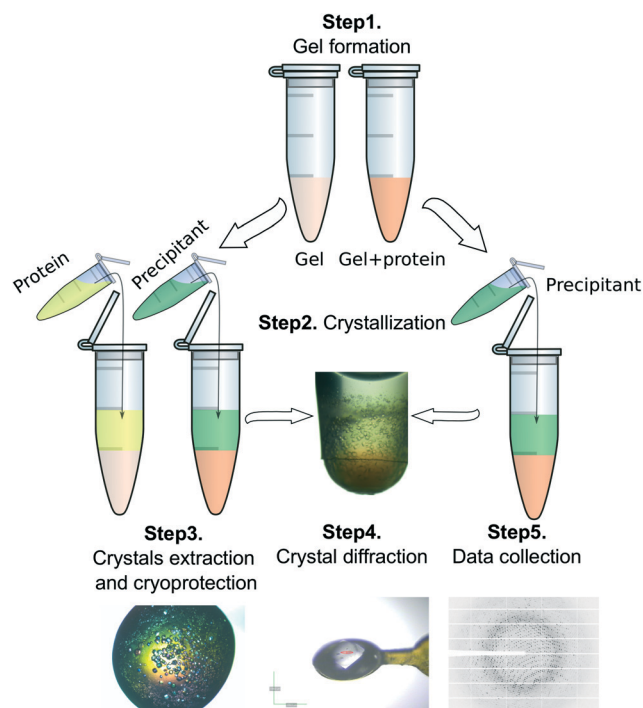 Step1.
Gel formation
Gel
Gel+protein
Protein
Precipitant
Precipitant
Step2. Crystallization
Step3.
Crystals extraction
and cryoprotection
Step4.
Crystal diffraction
Step5.
Data collection